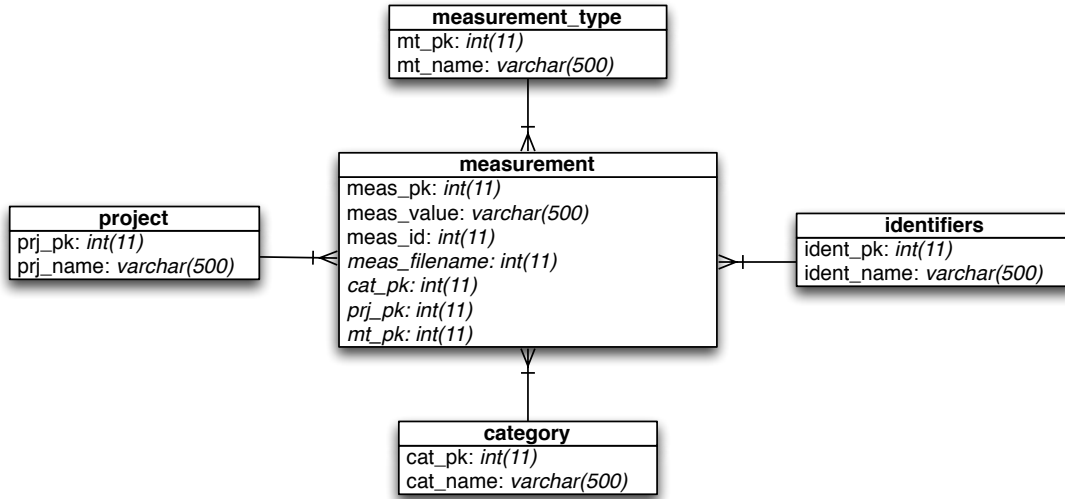 measurement_type
mt_pk: int(11)
mt_name: varchar(500)
measurement
meas_pk: int(11)
meas_value: varchar(500)
meas_id: int(11)
meas_filename: int(11)
cat_pk: int(11)
prj_pk: int(11)
mt_pk: int(11)
project
prj_pk: int(11)
prj_name: varchar(500)
identifiers
ident_pk: int(11)
ident_name: varchar(500)
category
cat_pk: int(11)
cat_name: varchar(500)